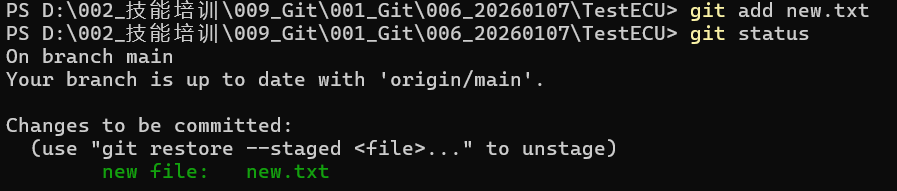 PS D:\002_技能培训\009_Git\001_Git\006_20260107\TestECU> git add new.txt
PS D:\002_技能培训\009_Git\001_Git\006_20260107\TestECU> git status
On branch main
Your branch is up to date with 'origin/main'.

Changes to be committed:
  (use "git restore --staged <file>..." to unstage)
        new file:   new.txt